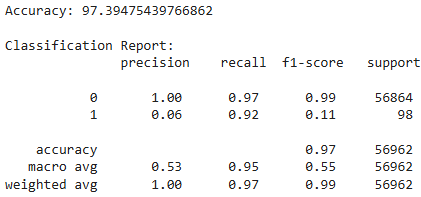 Accuracy: 97.39475439766862
Classification Report:
precision recall f1-score support
0 1.00 0.97 0.99 56864
1 0.06 0.92 0.11 98
accuracy 0.97 56962
macro avg 0.53 0.95 0.55 56962
weighted avg 1.00 0.97 0.99 56962